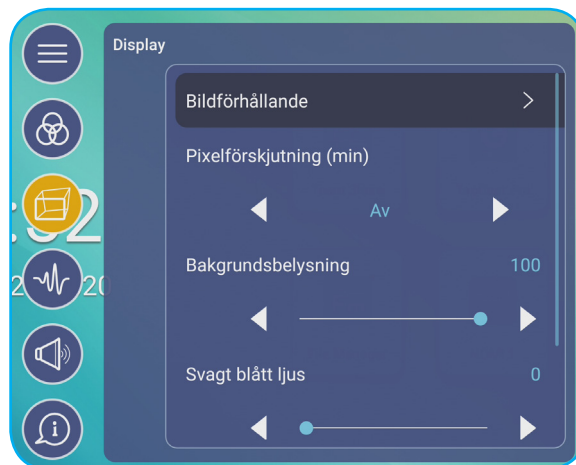 Display
Bildförhållande
Pixelförskjutning (min)
Av
Bakgrundsbelysning 100
Svagt blått ljus 0